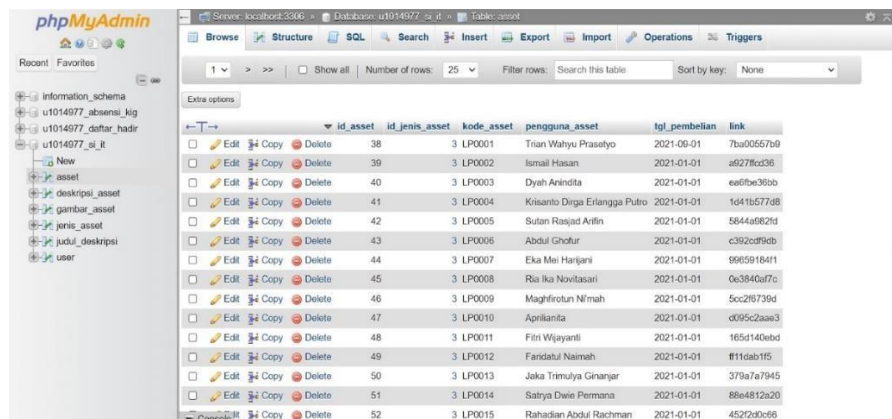 phpMyAdmin
Recent Favorites
information_schema
u1014977_absensi_kig
u1014977_daftar_hadir
u1014977_si_it
New
asset
deskripsi_asset
gambar_asset
jenis_asset
judul_deskripsi
user
Server: localhost:3306 » Database: u1014977_si_it » Table: asset
Browse Structure SQL Search Insert Export Import Operations Triggers
1 > >> Show all Number of rows: 25 Filter rows: Search this table Sort by key: None
Extra options
id_asset id_jenis_asset kode_asset pengguna_asset tgl_pembelian link
Edit Copy Delete 38 3 LP0001 Trian Wahyu Prasetyo 2021-09-01 7ba00557b9
Edit Copy Delete 39 3 LP0002 Ismail Hasan 2021-01-01 a927ffcd36
Edit Copy Delete 40 3 LP0003 Dyah Anindita 2021-01-01 ea6fbe36bb
Edit Copy Delete 41 3 LP0004 Krisanto Dirga Erlangga Putro 2021-01-01 1d41b577d8
Edit Copy Delete 42 3 LP0005 Sutan Rasjad Arifin 2021-01-01 5844a982fd
Edit Copy Delete 43 3 LP0006 Abdul Ghofur 2021-01-01 c392cdf9db
Edit Copy Delete 44 3 LP0007 Eka Mei Harijani 2021-01-01 99659184f1
Edit Copy Delete 45 3 LP0008 Ria Ika Novitasari 2021-01-01 0e3840af7c
Edit Copy Delete 46 3 LP0009 Maghfirotun Ni'mah 2021-01-01 5cc2f6739d
Edit Copy Delete 47 3 LP0010 Aprilianita 2021-01-01 d095c2aae3
Edit Copy Delete 48 3 LP0011 Fitri Wijayanti 2021-01-01 165d140ebd
Edit Copy Delete 49 3 LP0012 Faridatul Naimah 2021-01-01 ff11dab1f5
Edit Copy Delete 50 3 LP0013 Jaka Trimulya Ginanjar 2021-01-01 379a7a7945
Edit Copy Delete 51 3 LP0014 Satrya Dwie Permana 2021-01-01 88e4812a20
Console Copy Delete 52 3 LP0015 Rahadian Abdul Rachman 2021-01-01 452f2d0c66